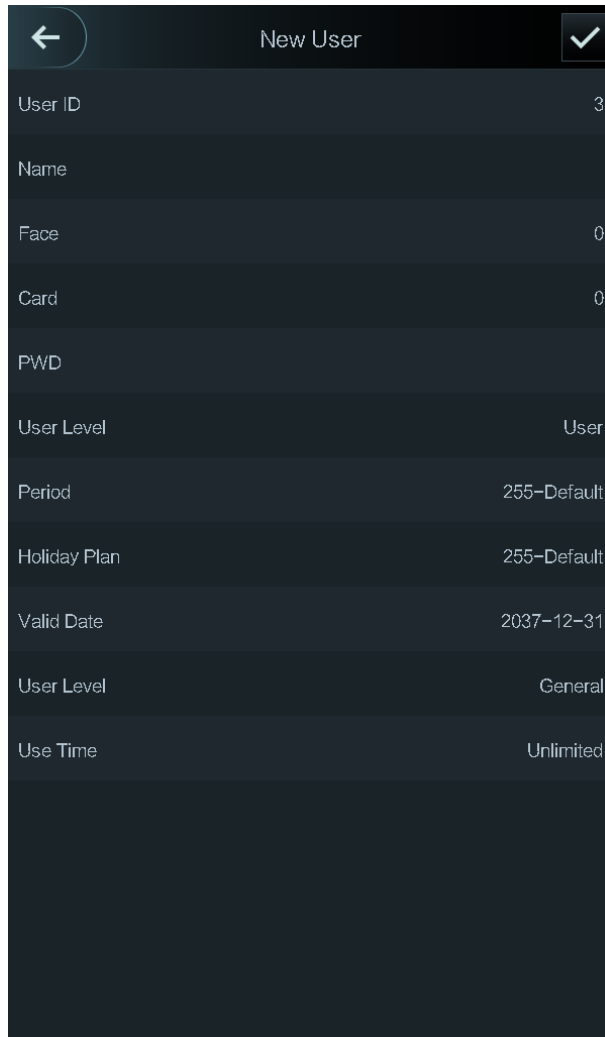 New User
User ID 3
Name
Face 0
Card 0
PWD
User Level User
Period 255-Default
Holiday Plan 255-Default
Valid Date 2037-12-31
User Level General
Use Time Unlimited